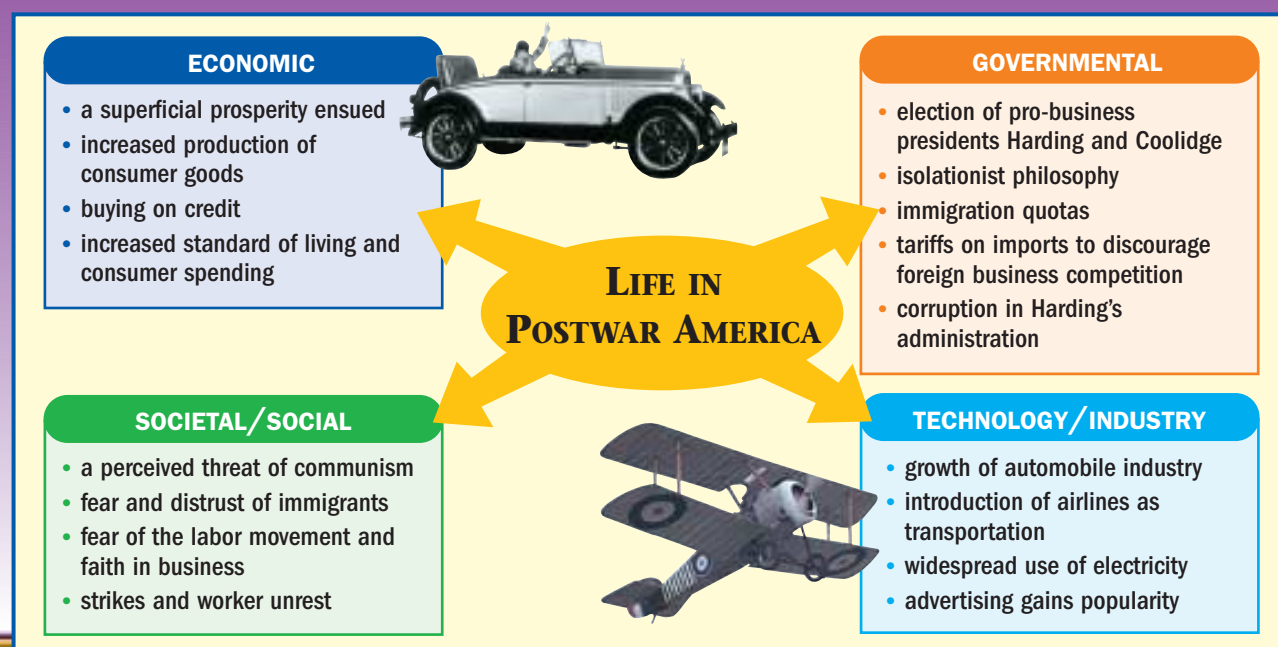 ECONOMIC
• a superficial prosperity ensued
• increased production of
consumer goods
• buying on credit
• increased standard of living and
consumer spending
GOVERNMENTAL
• election of pro-business
presidents Harding and Coolidge
• isolationist philosophy
• immigration quotas
• tariffs on imports to discourage
foreign business competition
• corruption in Harding's
administration
LIFE IN
POSTWAR AMERICA
SOCIETAL/SOCIAL
• a perceived threat of communism
• fear and distrust of immigrants
• fear of the labor movement and
faith in business
• strikes and worker unrest
TECHNOLOGY/INDUSTRY
• growth of automobile industry
• introduction of airlines as
transportation
• widespread use of electricity
• advertising gains popularity